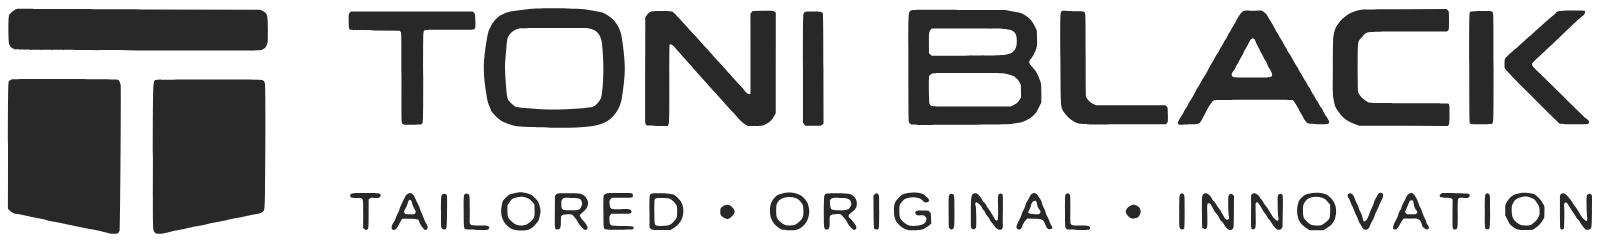 TONI BLACK
TAILORED • ORIGINAL • INNOVATION